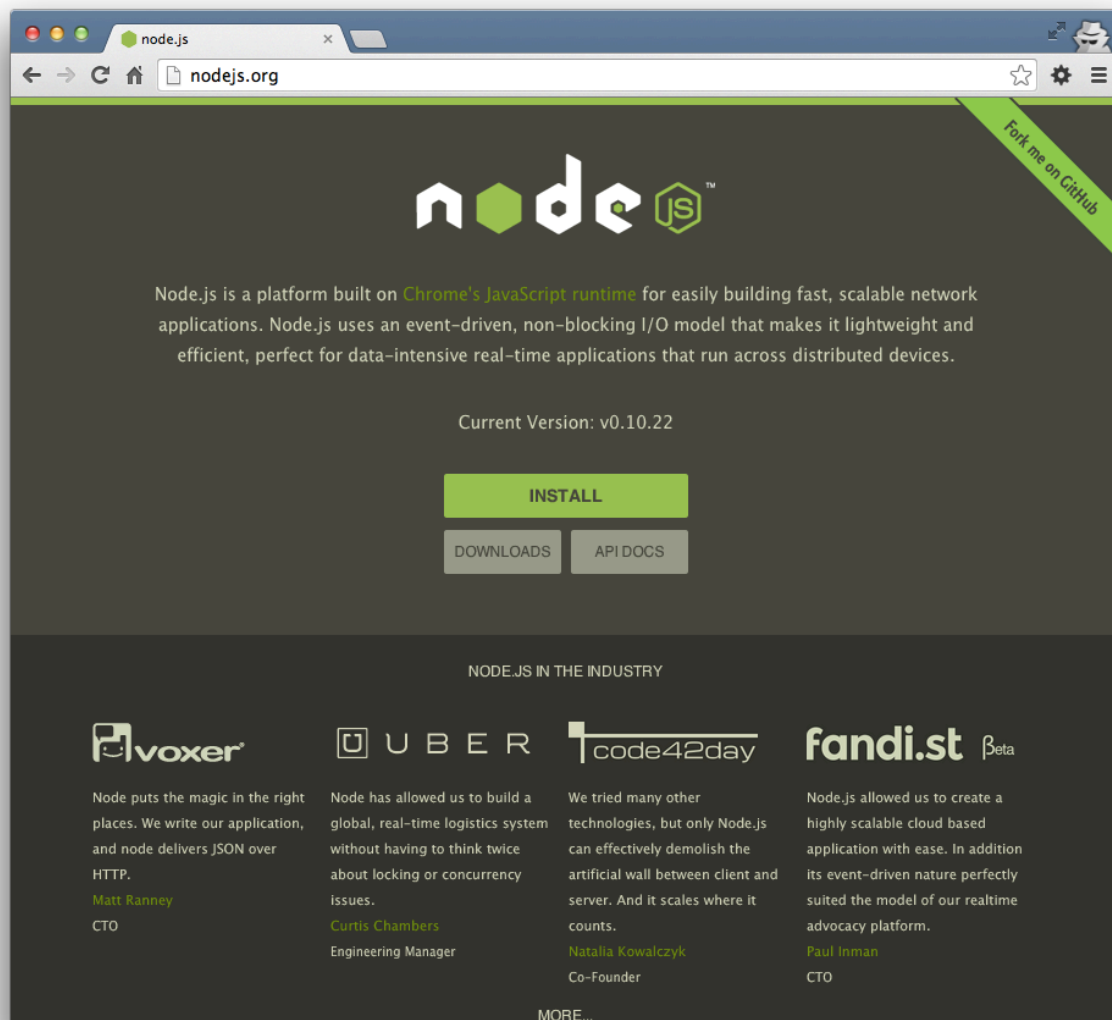 node.js
nodejs.org
Fork me on GitHub
node JS ™
Node.js is a platform built on Chrome's JavaScript runtime for easily building fast, scalable network
applications. Node.js uses an event-driven, non-blocking I/O model that makes it lightweight and
efficient, perfect for data-intensive real-time applications that run across distributed devices.
Current Version: v0.10.22
INSTALL
DOWNLOADS
API DOCS
NODE.JS IN THE INDUSTRY
voxer®
Node puts the magic in the right
places. We write our application,
and node delivers JSON over
HTTP.
Matt Ranney
CTO
U UBER
Node has allowed us to build a
global, real-time logistics system
without having to think twice
about locking or concurrency
issues.
Curtis Chambers
Engineering Manager
code42day
We tried many other
technologies, but only Node.js
can effectively demolish the
artificial wall between client and
server. And it scales where it
counts.
Natalia Kowalczyk
Co-Founder
fandi.st βeta
Node.js allowed us to create a
highly scalable cloud based
application with ease. In addition
its event-driven nature perfectly
suited the model of our realtime
advocacy platform.
Paul Inman
CTO
MORE...